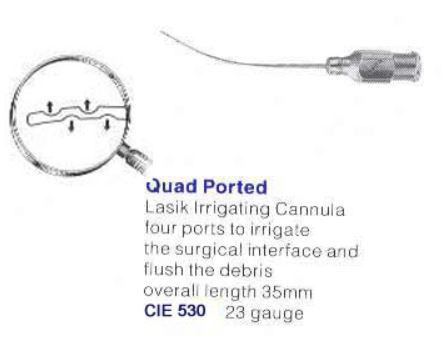 Quad Ported
Lasik Irrigating Cannula
four ports to irrigate
the surgical interface and
flush the debris
overall length 35mm
CIE 530 23 gauge